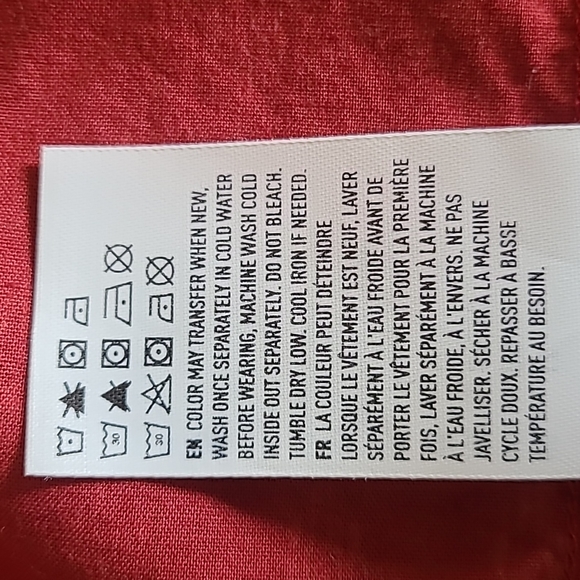 30
30
EN COLOR MAY TRANSFER WHEN NEW,
WASH ONCE SEPARATELY IN COLD WATER
BEFORE WEARING, MACHINE WASH COLD
INSIDE OUT SEPARATELY. DO NOT BLEACH.
TUMBLE DRY LOW. COOL IRON IF NEEDED.
FR LA COULEUR PEUT DÉTEINDRE
LORSQUE LE VÊTEMENT EST NEUF, LAVER
SÉPARÉMENT À L'EAU FROIDE AVANT DE
PORTER LE VÊTEMENT POUR LA PREMIÈRE
FOIS, LAVER SÉPARÉMENT À LA MACHINE
À L'EAU FROIDE, À L'ENVERS. NE PAS
JAVELLISER. SÉCHER À LA MACHINE
CYCLE DOUX. REPASSER À BASSE
TEMPÉRATURE AU BESOIN.